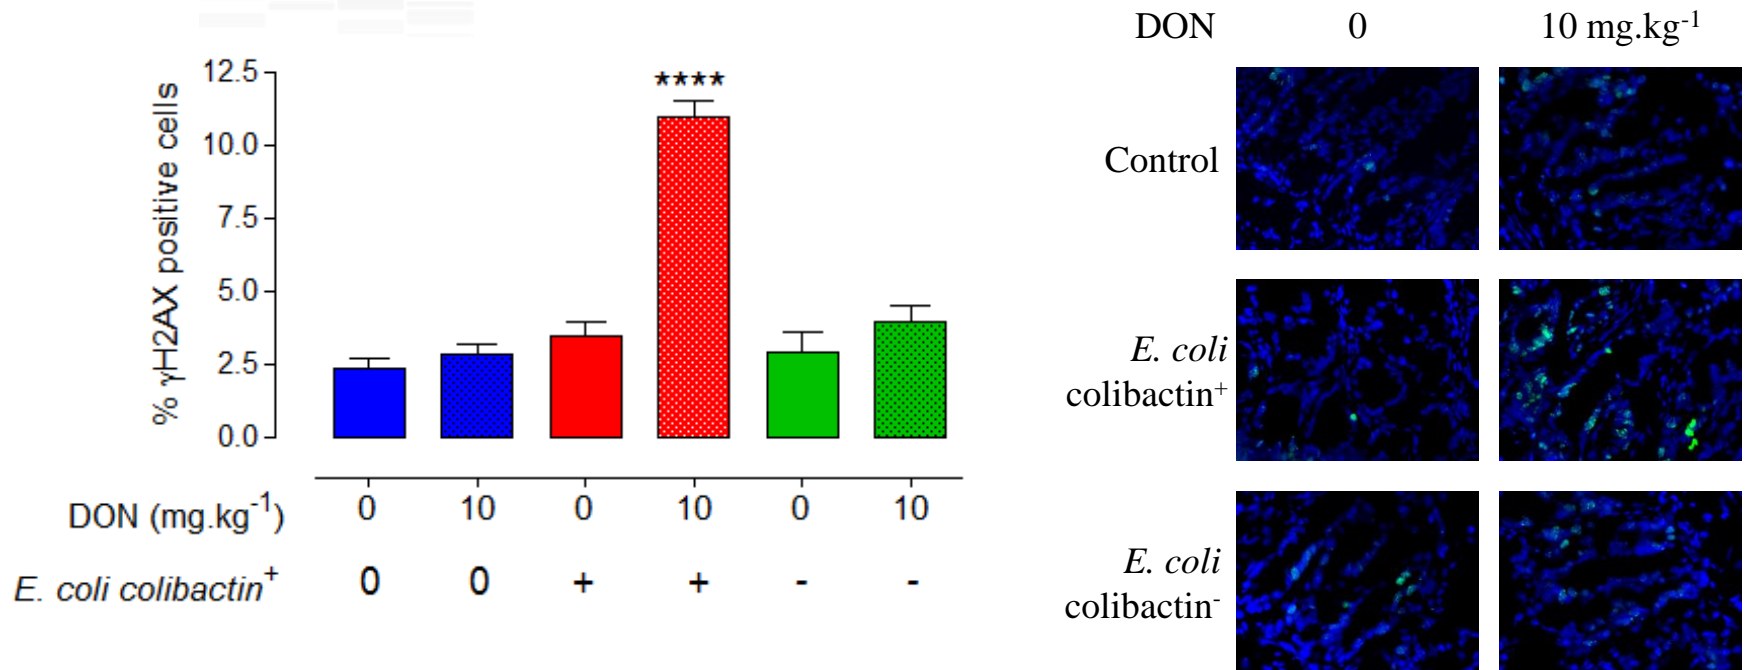 DON 0 10 mg.kg⁻¹
12.5
****
10.0
7.5
5.0
2.5
0.0
% γH2AX positive cells
Control
E. coli
colibactin⁺
DON (mg.kg⁻¹) 0 10 0 10 0 10
E. coli colibactin⁺ 0 0 + + - -
E. coli
colibactin⁻